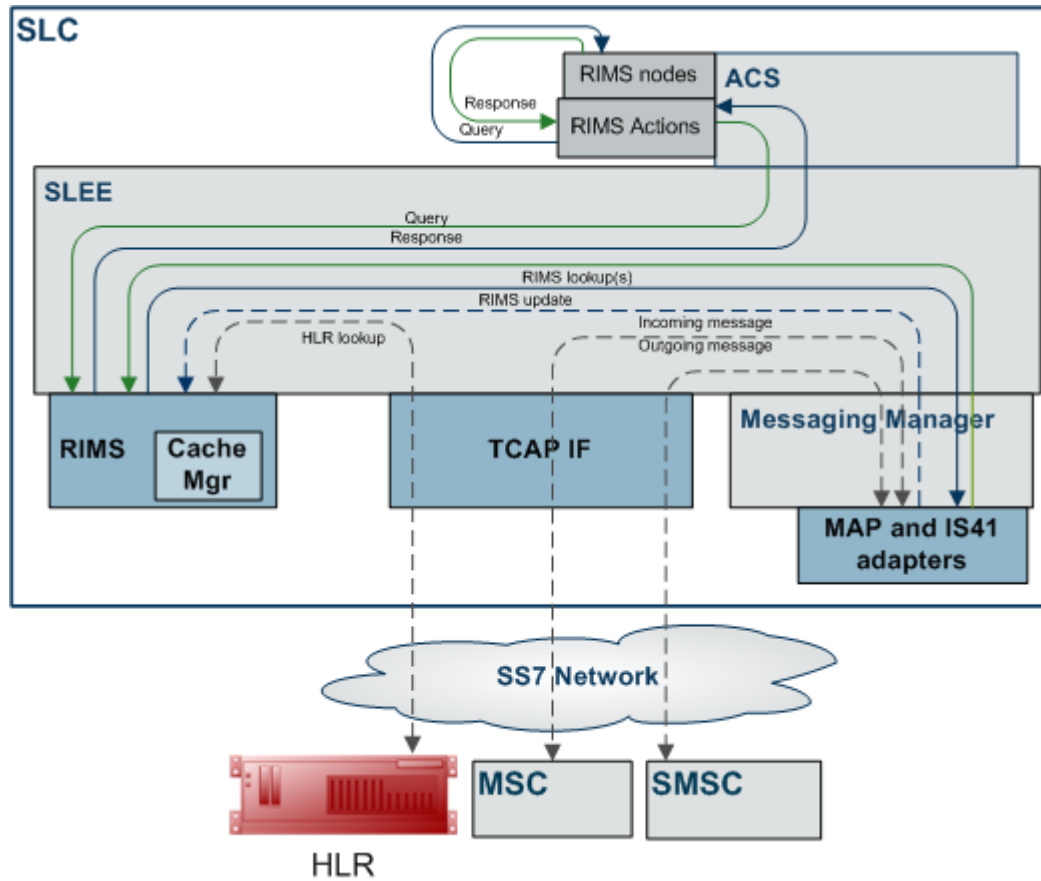 SLC
RIMS nodes
ACS
Response
RIMS Actions
Query
SLEE
Query
Response
RIMS lookup(s)
RIMS update
Incoming message
HLR lookup
Outgoing message
Messaging Manager
RIMS
Cache
Mgr
TCAP IF
MAP and IS41
adapters
SS7 Network
MSC
SMSC
HLR